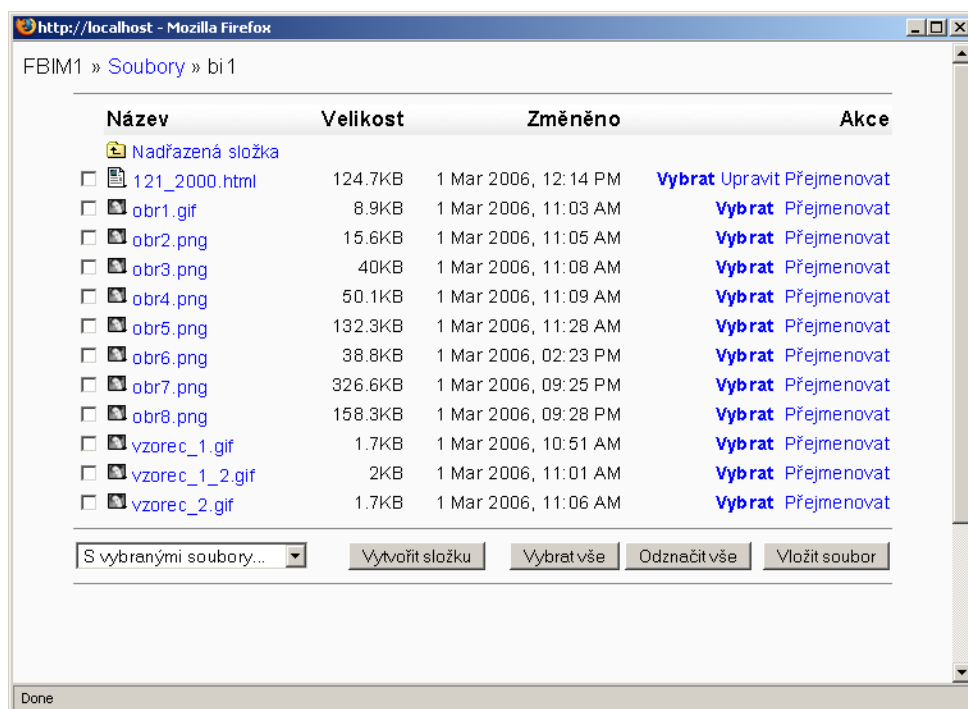 http://localhost - Mozilla Firefox
FBIM1 » Soubory » bi1
Název Velikost Změněno Akce
Nadřazená složka
121_2000.html 124.7KB 1 Mar 2006, 12:14 PM Vybrat Upravit Přejmenovat
obr1.gif 8.9KB 1 Mar 2006, 11:03 AM Vybrat Přejmenovat
obr2.png 15.6KB 1 Mar 2006, 11:05 AM Vybrat Přejmenovat
obr3.png 40KB 1 Mar 2006, 11:08 AM Vybrat Přejmenovat
obr4.png 50.1KB 1 Mar 2006, 11:09 AM Vybrat Přejmenovat
obr5.png 132.3KB 1 Mar 2006, 11:28 AM Vybrat Přejmenovat
obr6.png 38.8KB 1 Mar 2006, 02:23 PM Vybrat Přejmenovat
obr7.png 326.6KB 1 Mar 2006, 09:25 PM Vybrat Přejmenovat
obr8.png 158.3KB 1 Mar 2006, 09:28 PM Vybrat Přejmenovat
vzorec_1.gif 1.7KB 1 Mar 2006, 10:51 AM Vybrat Přejmenovat
vzorec_1_2.gif 2KB 1 Mar 2006, 11:01 AM Vybrat Přejmenovat
vzorec_2.gif 1.7KB 1 Mar 2006, 11:06 AM Vybrat Přejmenovat
S vybranými soubory... Vytvořit složku Vybrat vše Odznačit vše Vložit soubor
Done